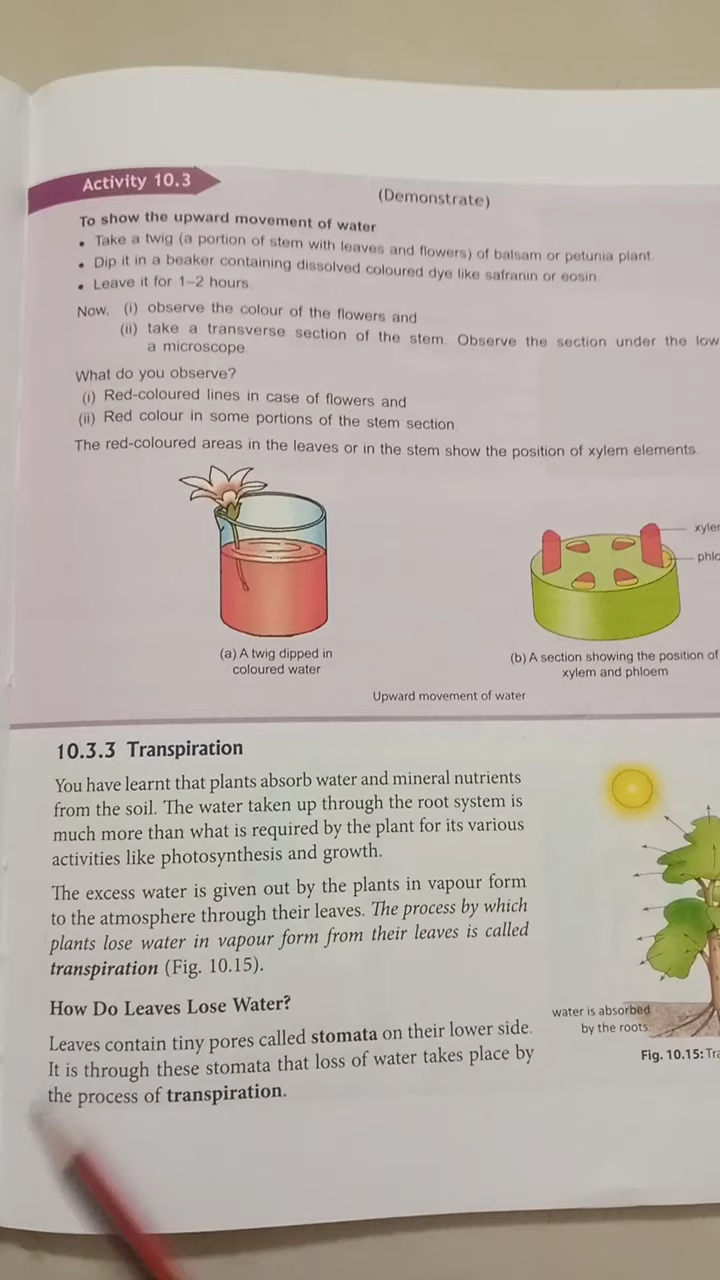 Activity 10.3
(Demonstrate)
To show the upward movement of water
• Take a twig (a portion of stem with leaves and flowers) of balsam or petunia plant.
• Dip it in a beaker containing dissolved coloured dye like safranin or eosin.
• Leave it for 1–2 hours.
Now, (i) observe the colour of the flowers and
(ii) take a transverse section of the stem. Observe the section under the low
a microscope.
What do you observe?
(i) Red-coloured lines in case of flowers and
(ii) Red colour in some portions of the stem section.
The red-coloured areas in the leaves or in the stem show the position of xylem elements.
xyle
phlo
(a) A twig dipped in
coloured water
(b) A section showing the position of
xylem and phloem
Upward movement of water
10.3.3 Transpiration
You have learnt that plants absorb water and mineral nutrients
from the soil. The water taken up through the root system is
much more than what is required by the plant for its various
activities like photosynthesis and growth.
The excess water is given out by the plants in vapour form
to the atmosphere through their leaves. The process by which
plants lose water in vapour form from their leaves is called
transpiration (Fig. 10.15).
How Do Leaves Lose Water?
Leaves contain tiny pores called stomata on their lower side.
It is through these stomata that loss of water takes place by
the process of transpiration.
water is absorbed
by the roots
Fig. 10.15: Tra